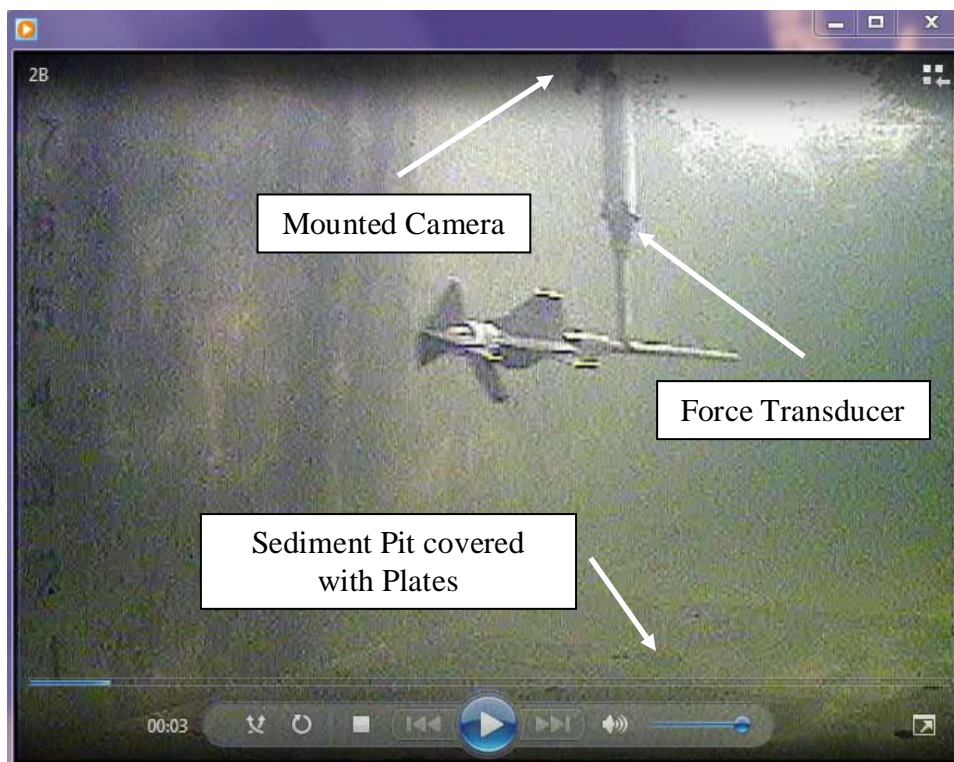 2B
Mounted Camera
Force Transducer
Sediment Pit covered
with Plates
00:03